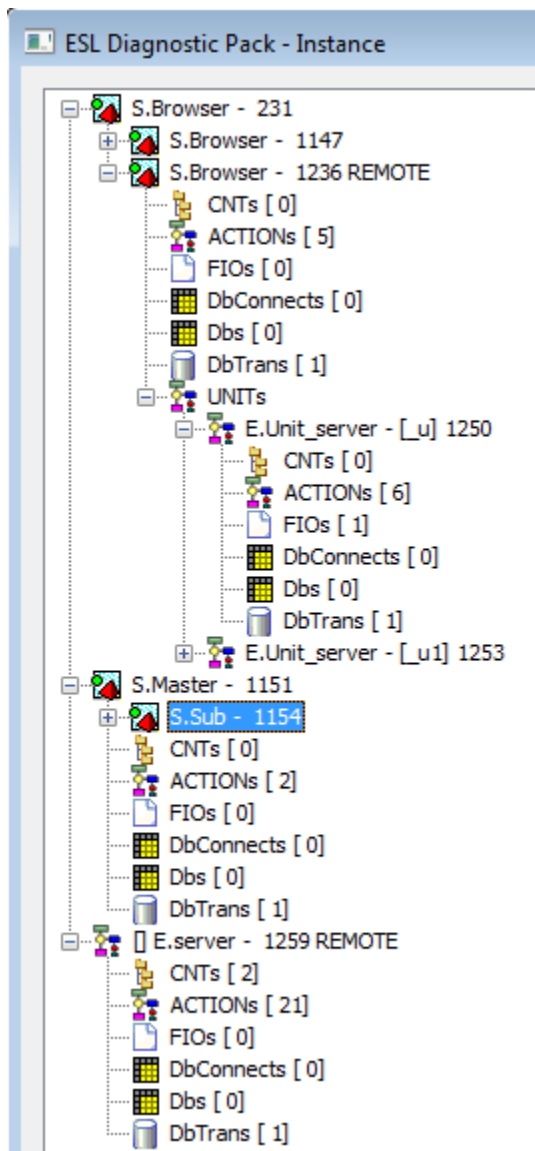 ESL Diagnostic Pack - Instance
S.Browser - 231
S.Browser - 1147
S.Browser - 1236 REMOTE
CNTs [ 0]
ACTIONs [ 5]
FIOs [ 0]
DbConnects [ 0]
Dbs [ 0]
DbTrans [ 1]
UNITs
E.Unit_server - [_u] 1250
CNTs [ 0]
ACTIONs [ 6]
FIOs [ 1]
DbConnects [ 0]
Dbs [ 0]
DbTrans [ 1]
E.Unit_server - [_u1] 1253
S.Master - 1151
S.Sub - 1154
CNTs [ 0]
ACTIONs [ 2]
FIOs [ 0]
DbConnects [ 0]
Dbs [ 0]
DbTrans [ 1]
[] E.server - 1259 REMOTE
CNTs [ 2]
ACTIONs [ 21]
FIOs [ 0]
DbConnects [ 0]
Dbs [ 0]
DbTrans [ 1]